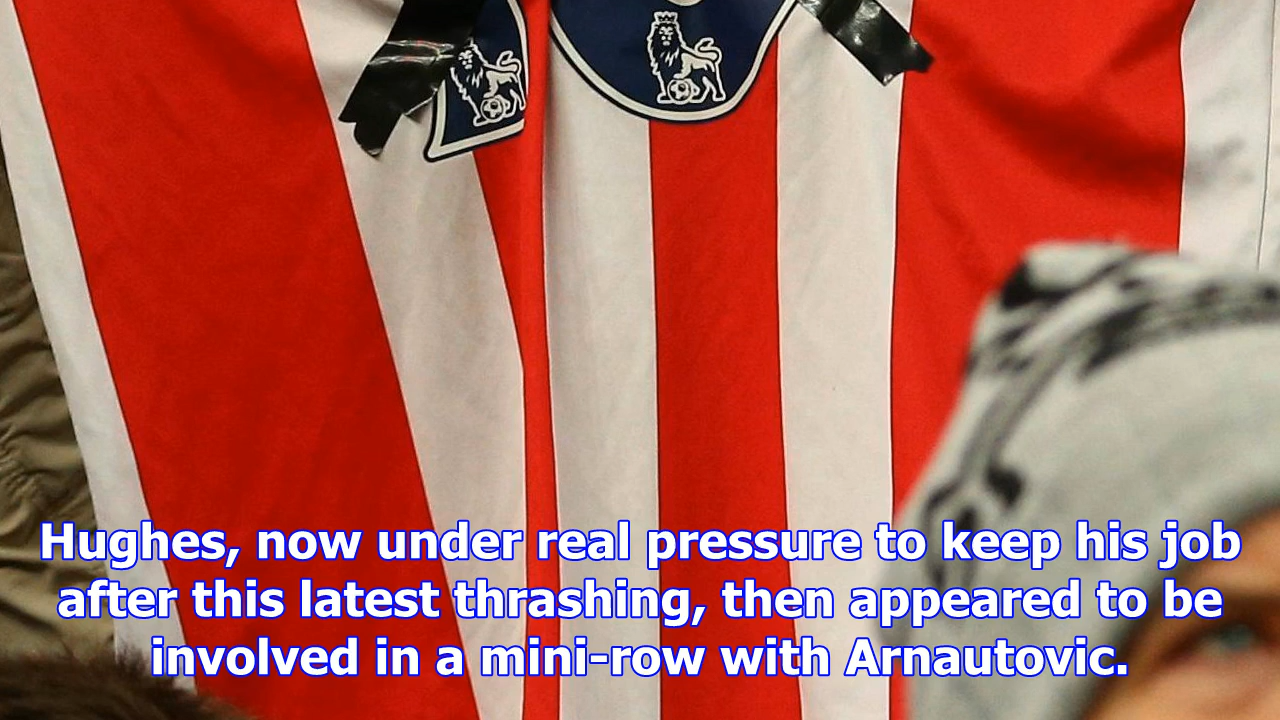 Hughes, now under real pressure to keep his job
after this latest thrashing, then appeared to be
involved in a mini-row with Arnautovic.